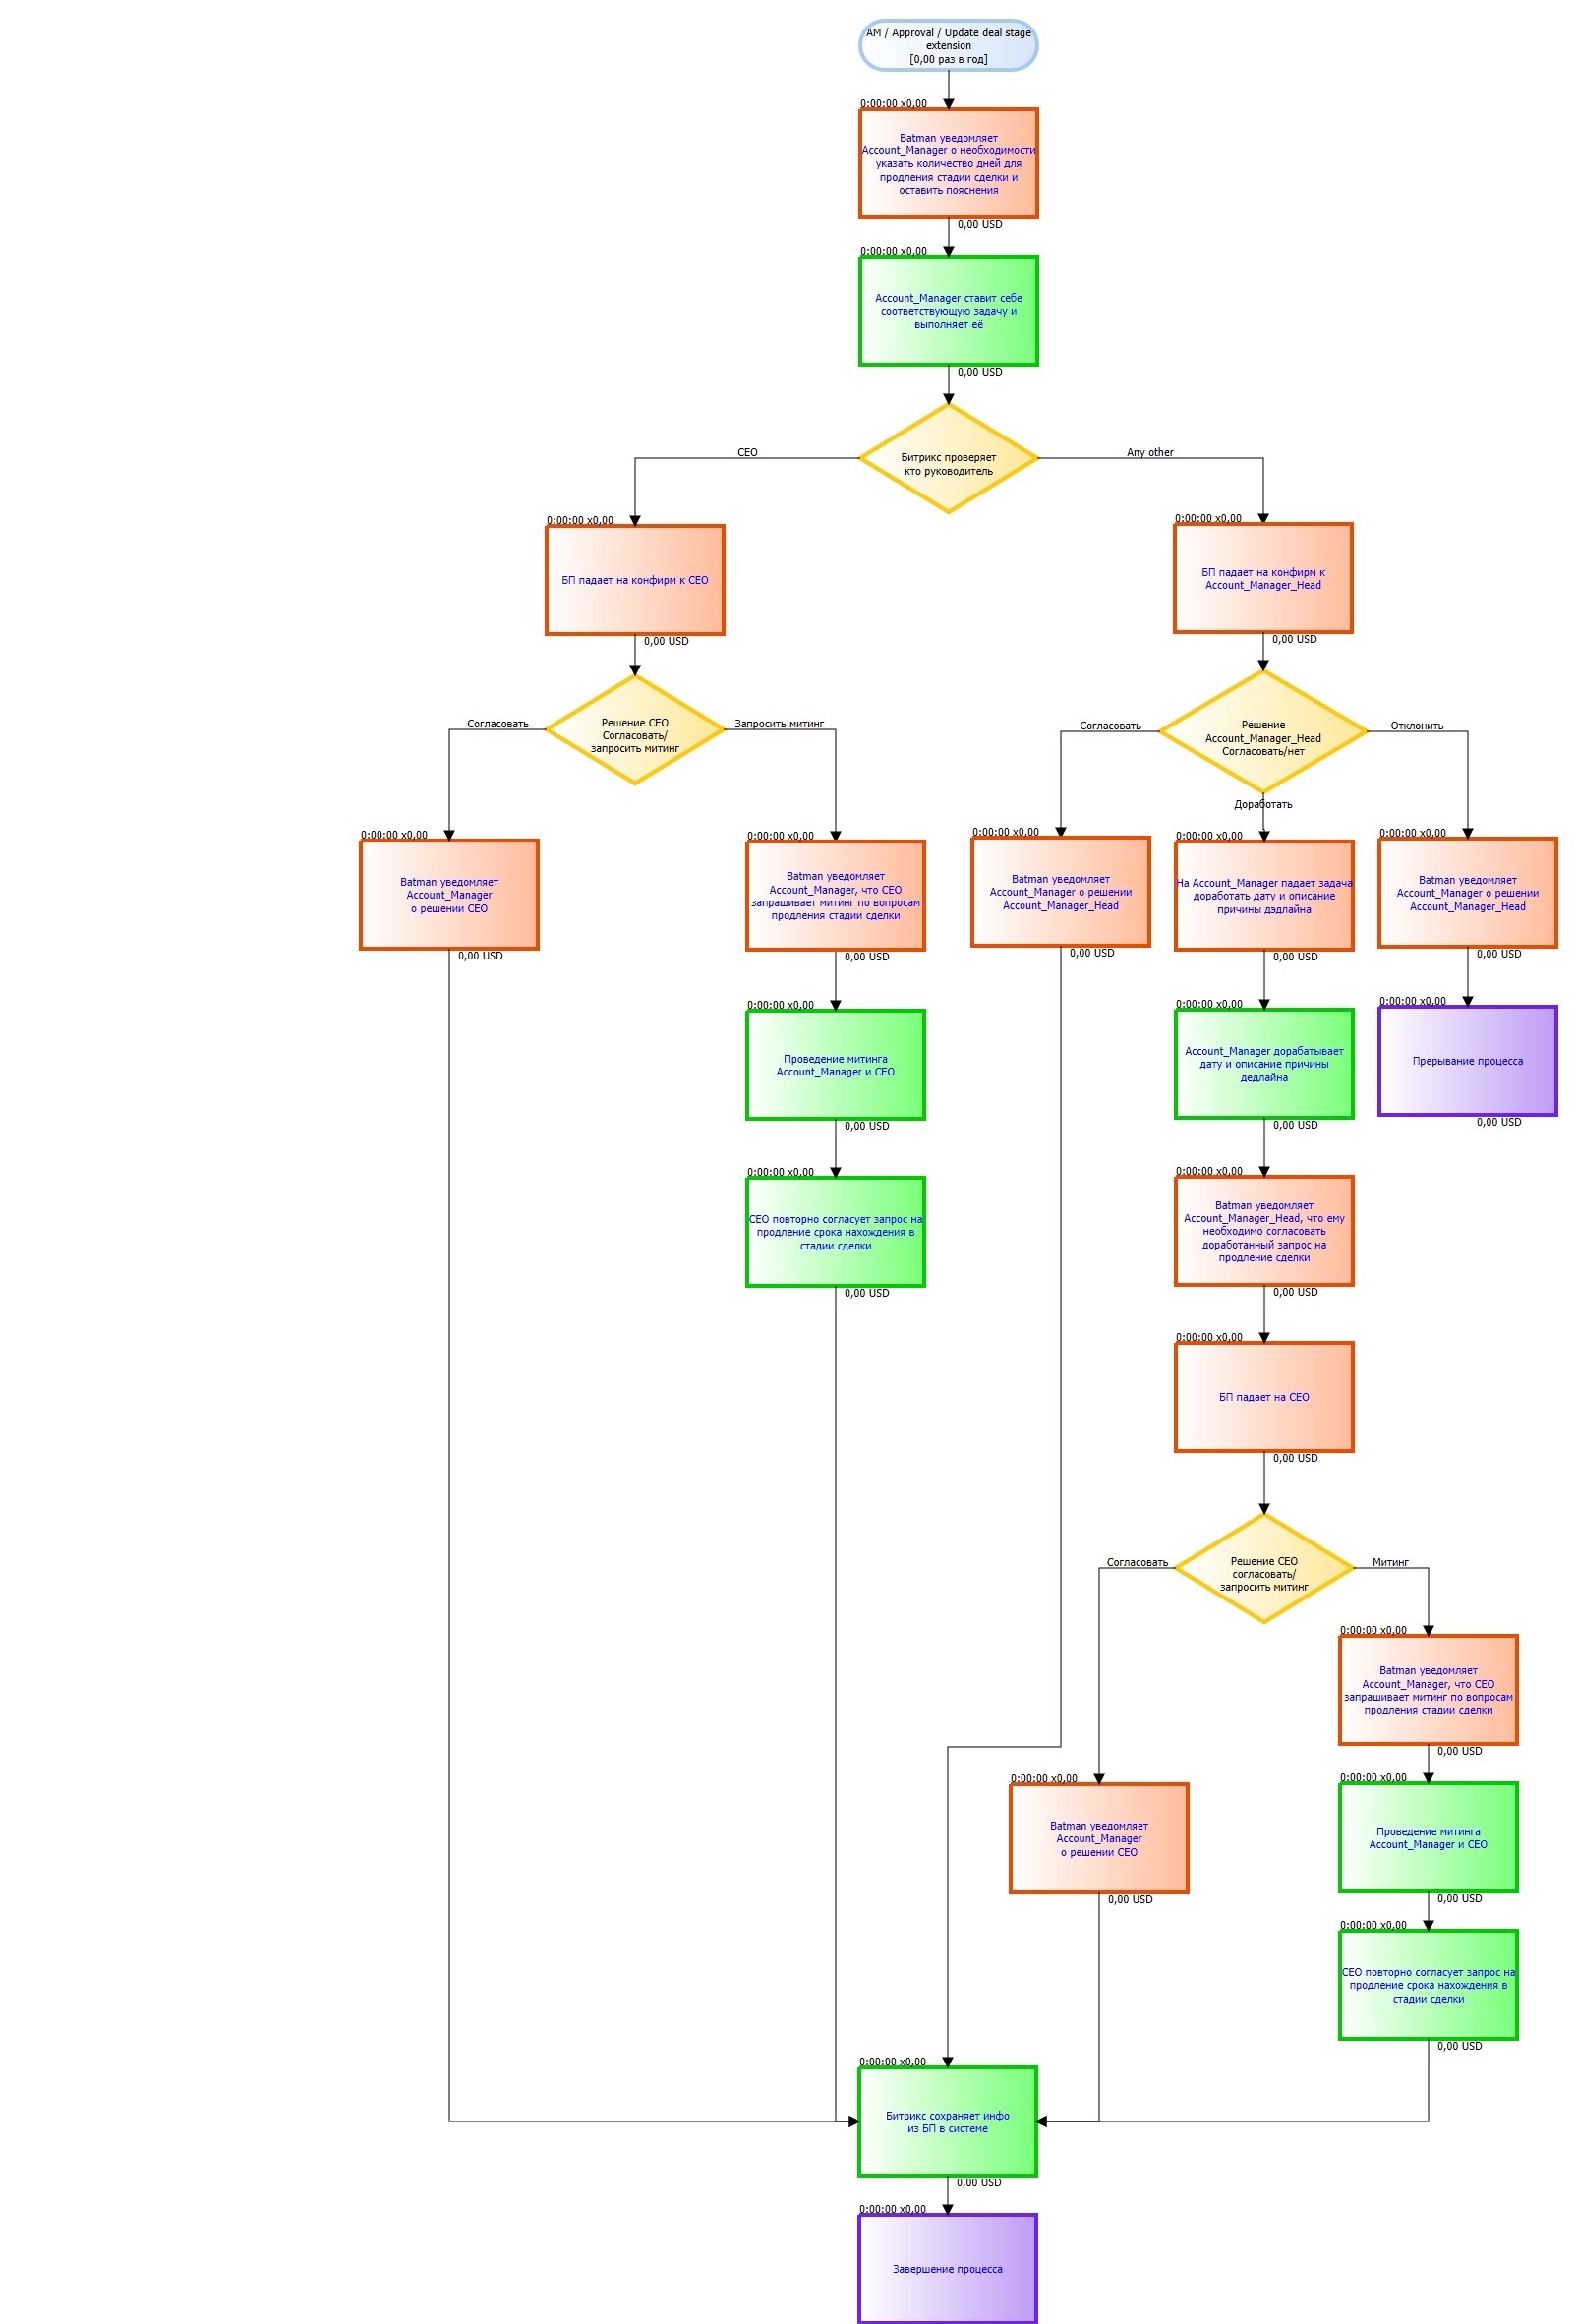 AM / Approval / Update deal stage
extension
[0,00 раз в год]
0:00:00 x0,00
Batman уведомляет
Account_Manager о необходимости
указать количество дней для
продления стадии сделки и
оставить пояснения
0,00 USD
0:00:00 x0,00
Account_Manager ставит себе
соответствующую задачу и
выполняет её
0,00 USD
Битрикс проверяет
кто руководитель
CEO
Any other
0:00:00 x0,00
БП падает на конфирм к CEO
0,00 USD
0:00:00 x0,00
БП падает на конфирм к
Account_Manager_Head
0,00 USD
Согласовать
Решение CEO
Согласовать/
запросить митинг
Запросить митинг
Согласовать
Решение
Account_Manager_Head
Согласовать/нет
Отклонить
Доработать
0:00:00 x0,00
Batman уведомляет
Account_Manager
о решении CEO
0,00 USD
0:00:00 x0,00
Batman уведомляет
Account_Manager, что CEO
запрашивает митинг по вопросам
продления стадии сделки
0,00 USD
0:00:00 x0,00
Batman уведомляет
Account_Manager о решении
Account_Manager_Head
0,00 USD
0:00:00 x0,00
На Account_Manager падает задача
доработать дату и описание
причины дэдлайна
0,00 USD
0:00:00 x0,00
Batman уведомляет
Account_Manager о решении
Account_Manager_Head
0,00 USD
0:00:00 x0,00
Проведение митинга
Account_Manager и CEO
0,00 USD
0:00:00 x0,00
Account_Manager дорабатывает
дату и описание причины
дедлайна
0,00 USD
0:00:00 x0,00
Прерывание процесса
0,00 USD
0:00:00 x0,00
CEO повторно согласует запрос на
продление срока нахождения в
стадии сделки
0,00 USD
0:00:00 x0,00
Batman уведомляет
Account_Manager_Head, что ему
необходимо согласовать
доработанный запрос на
продление сделки
0,00 USD
0:00:00 x0,00
БП падает на CEO
0,00 USD
Согласовать
Решение CEO
согласовать/
запросить митинг
Митинг
0:00:00 x0,00
Batman уведомляет
Account_Manager, что CEO
запрашивает митинг по вопросам
продления стадии сделки
0,00 USD
0:00:00 x0,00
Batman уведомляет
Account_Manager
о решении CEO
0,00 USD
0:00:00 x0,00
Проведение митинга
Account_Manager и CEO
0,00 USD
0:00:00 x0,00
CEO повторно согласует запрос на
продление срока нахождения в
стадии сделки
0,00 USD
0:00:00 x0,00
Битрикс сохраняет инфо
из БП в системе
0,00 USD
0:00:00 x0,00
Завершение процесса